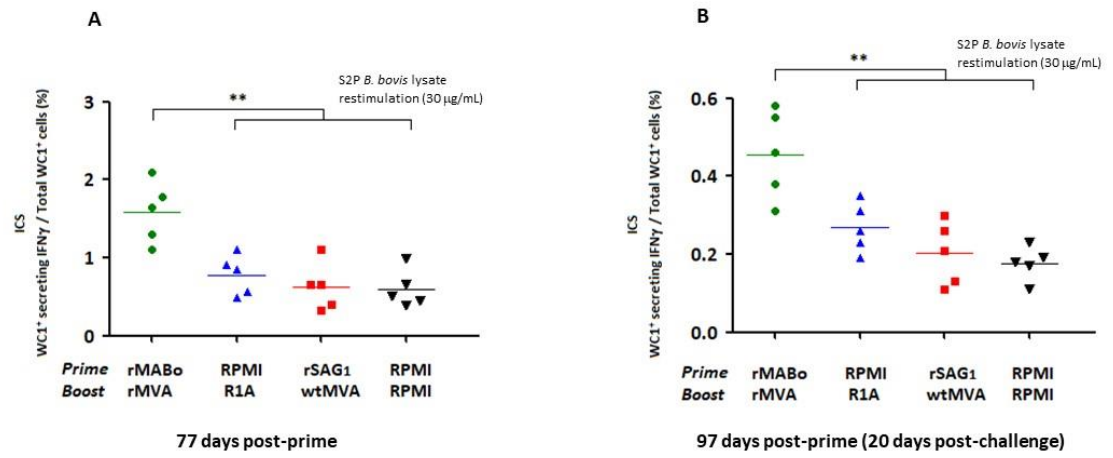 A
S2P B. bovis lysate
restimulation (30 µg/mL)
**
ICS
WC1⁺ secreting IFNγ / Total WC1⁺ cells (%)
3
2
1
0
Prime rMABo RPMI rSAG1 RPMI
Boost rMVA R1A wtMVA RPMI
77 days post-prime
B
S2P B. bovis lysate
restimulation (30 µg/mL)
**
ICS
WC1⁺ secreting IFNγ / Total WC1⁺ cells (%)
0.6
0.4
0.2
0.0
Prime rMABo RPMI rSAG1 RPMI
Boost rMVA R1A wtMVA RPMI
97 days post-prime (20 days post-challenge)